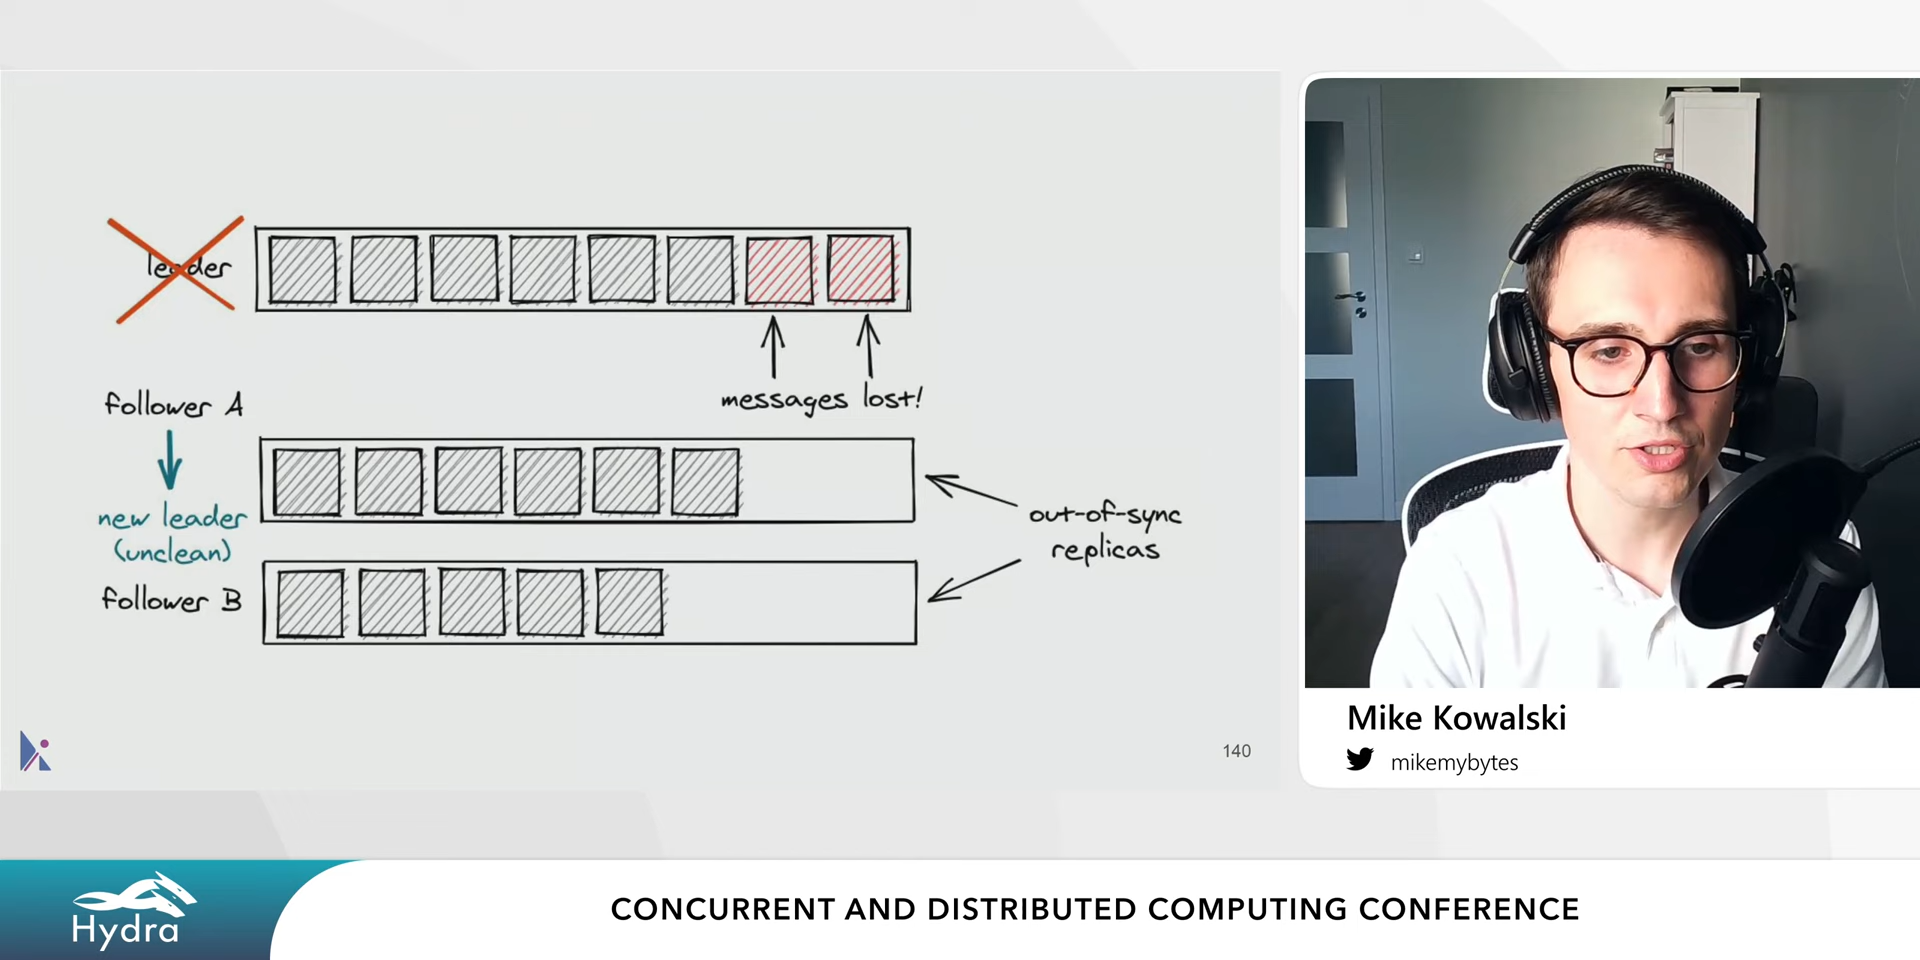 leader
messages lost!
follower A
new leader
(unclean)
follower B
out-of-sync
replicas
140
Mike Kowalski
mikemybytes
Hydra
CONCURRENT AND DISTRIBUTED COMPUTING CONFERENCE